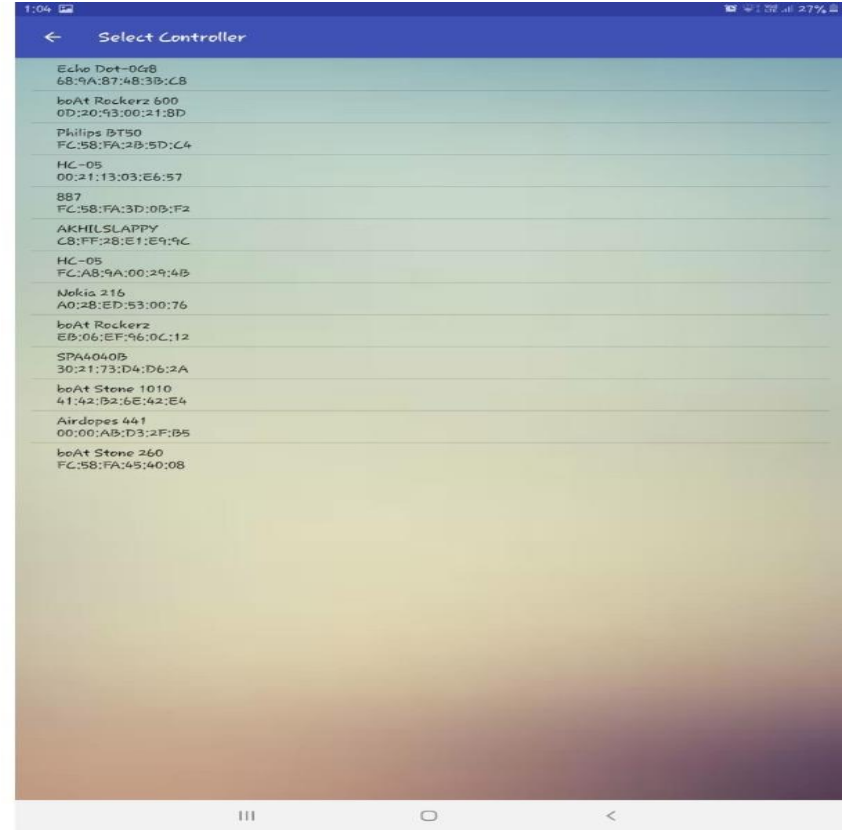 1:04
27%
Select Controller
Echo Dot-0G8
68:9A:87:48:3B:C8
boAt Rockerz 600
0D:20:93:00:21:8D
Philips BT50
FC:58:FA:2B:5D:C4
HC-05
00:21:13:03:E6:57
BB7
FC:58:FA:3D:0B:F2
AKHILSLAPPY
C8:FF:28:E1:E9:9C
HC-05
FC:A8:9A:00:29:4B
Nokia 216
A0:28:ED:53:00:76
boAt Rockerz
EB:06:EF:96:0C:12
SPA4040B
30:21:73:D4:D6:2A
boAt Stone 1010
41:42:B2:6E:42:E4
Airdopes 441
00:00:AB:D3:2F:B5
boAt Stone 260
FC:58:FA:45:40:08